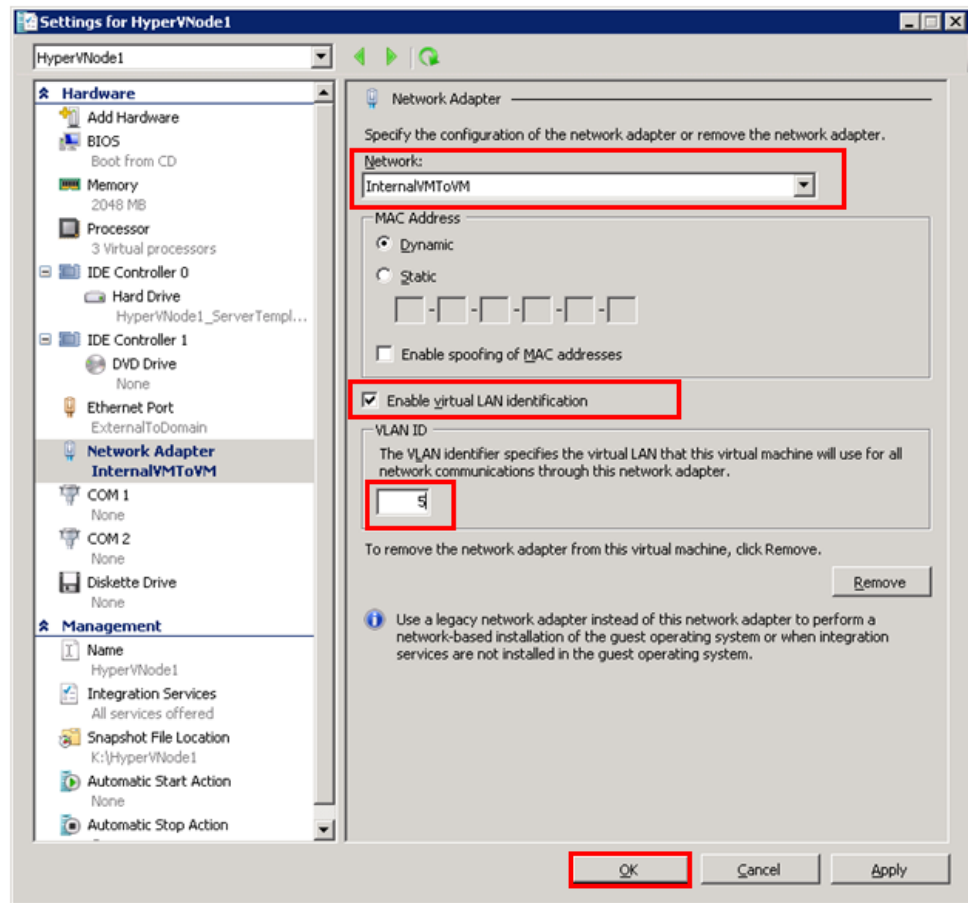 Settings for HyperVNode1
HyperVNode1
Hardware
Add Hardware
BIOS
Boot from CD
Memory
2048 MB
Processor
3 Virtual processors
IDE Controller 0
Hard Drive
HyperVNode1_ServerTempl...
IDE Controller 1
DVD Drive
None
Ethernet Port
ExternalToDomain
Network Adapter
InternalVMToVM
COM 1
None
COM 2
None
Diskette Drive
None
Management
Name
HyperVNode1
Integration Services
All services offered
Snapshot File Location
K:\HyperVNode1
Automatic Start Action
None
Automatic Stop Action
Network Adapter
Specify the configuration of the network adapter or remove the network adapter.
Network:
InternalVMToVM
MAC Address
Dynamic
Static
- - - - -
Enable spoofing of MAC addresses
Enable virtual LAN identification
VLAN ID
The VLAN identifier specifies the virtual LAN that this virtual machine will use for all
network communications through this network adapter.
5
To remove the network adapter from this virtual machine, click Remove.
Remove
Use a legacy network adapter instead of this network adapter to perform a
network-based installation of the guest operating system or when integration
services are not installed in the guest operating system.
OK
Cancel
Apply